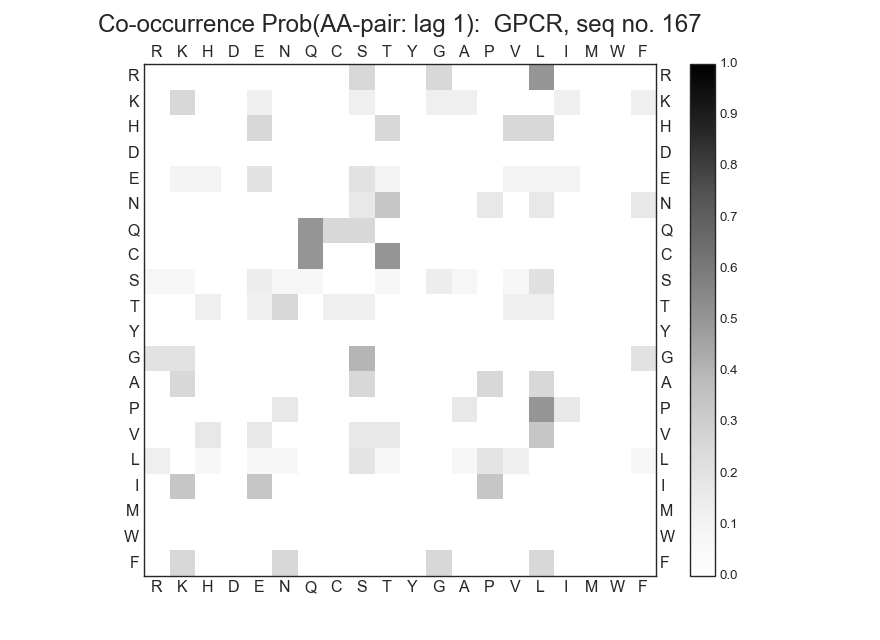 Co-occurrence Prob(AA-pair: lag 1):  GPCR, seq no. 167
R K H D E N Q C S T Y G A P V L I M W F
1.0
R R
K K
0.9
H H
D D
0.8
E E
N N
0.7
Q Q
0.6
C C
S S
0.5
T T
Y Y
0.4
G G
A A
0.3
P P
V V
0.2
L L
I I
0.1
M M
W W
F F
0.0
R K H D E N Q C S T Y G A P V L I M W F